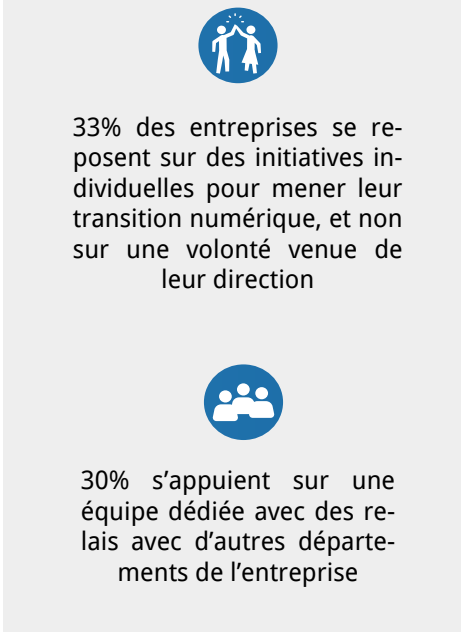 33% des entreprises se re-
posent sur des initiatives in-
dividuelles pour mener leur
transition numérique, et non
sur une volonté venue de
leur direction
30% s’appuient sur une
équipe dédiée avec des re-
lais avec d’autres départe-
ments de l’entreprise